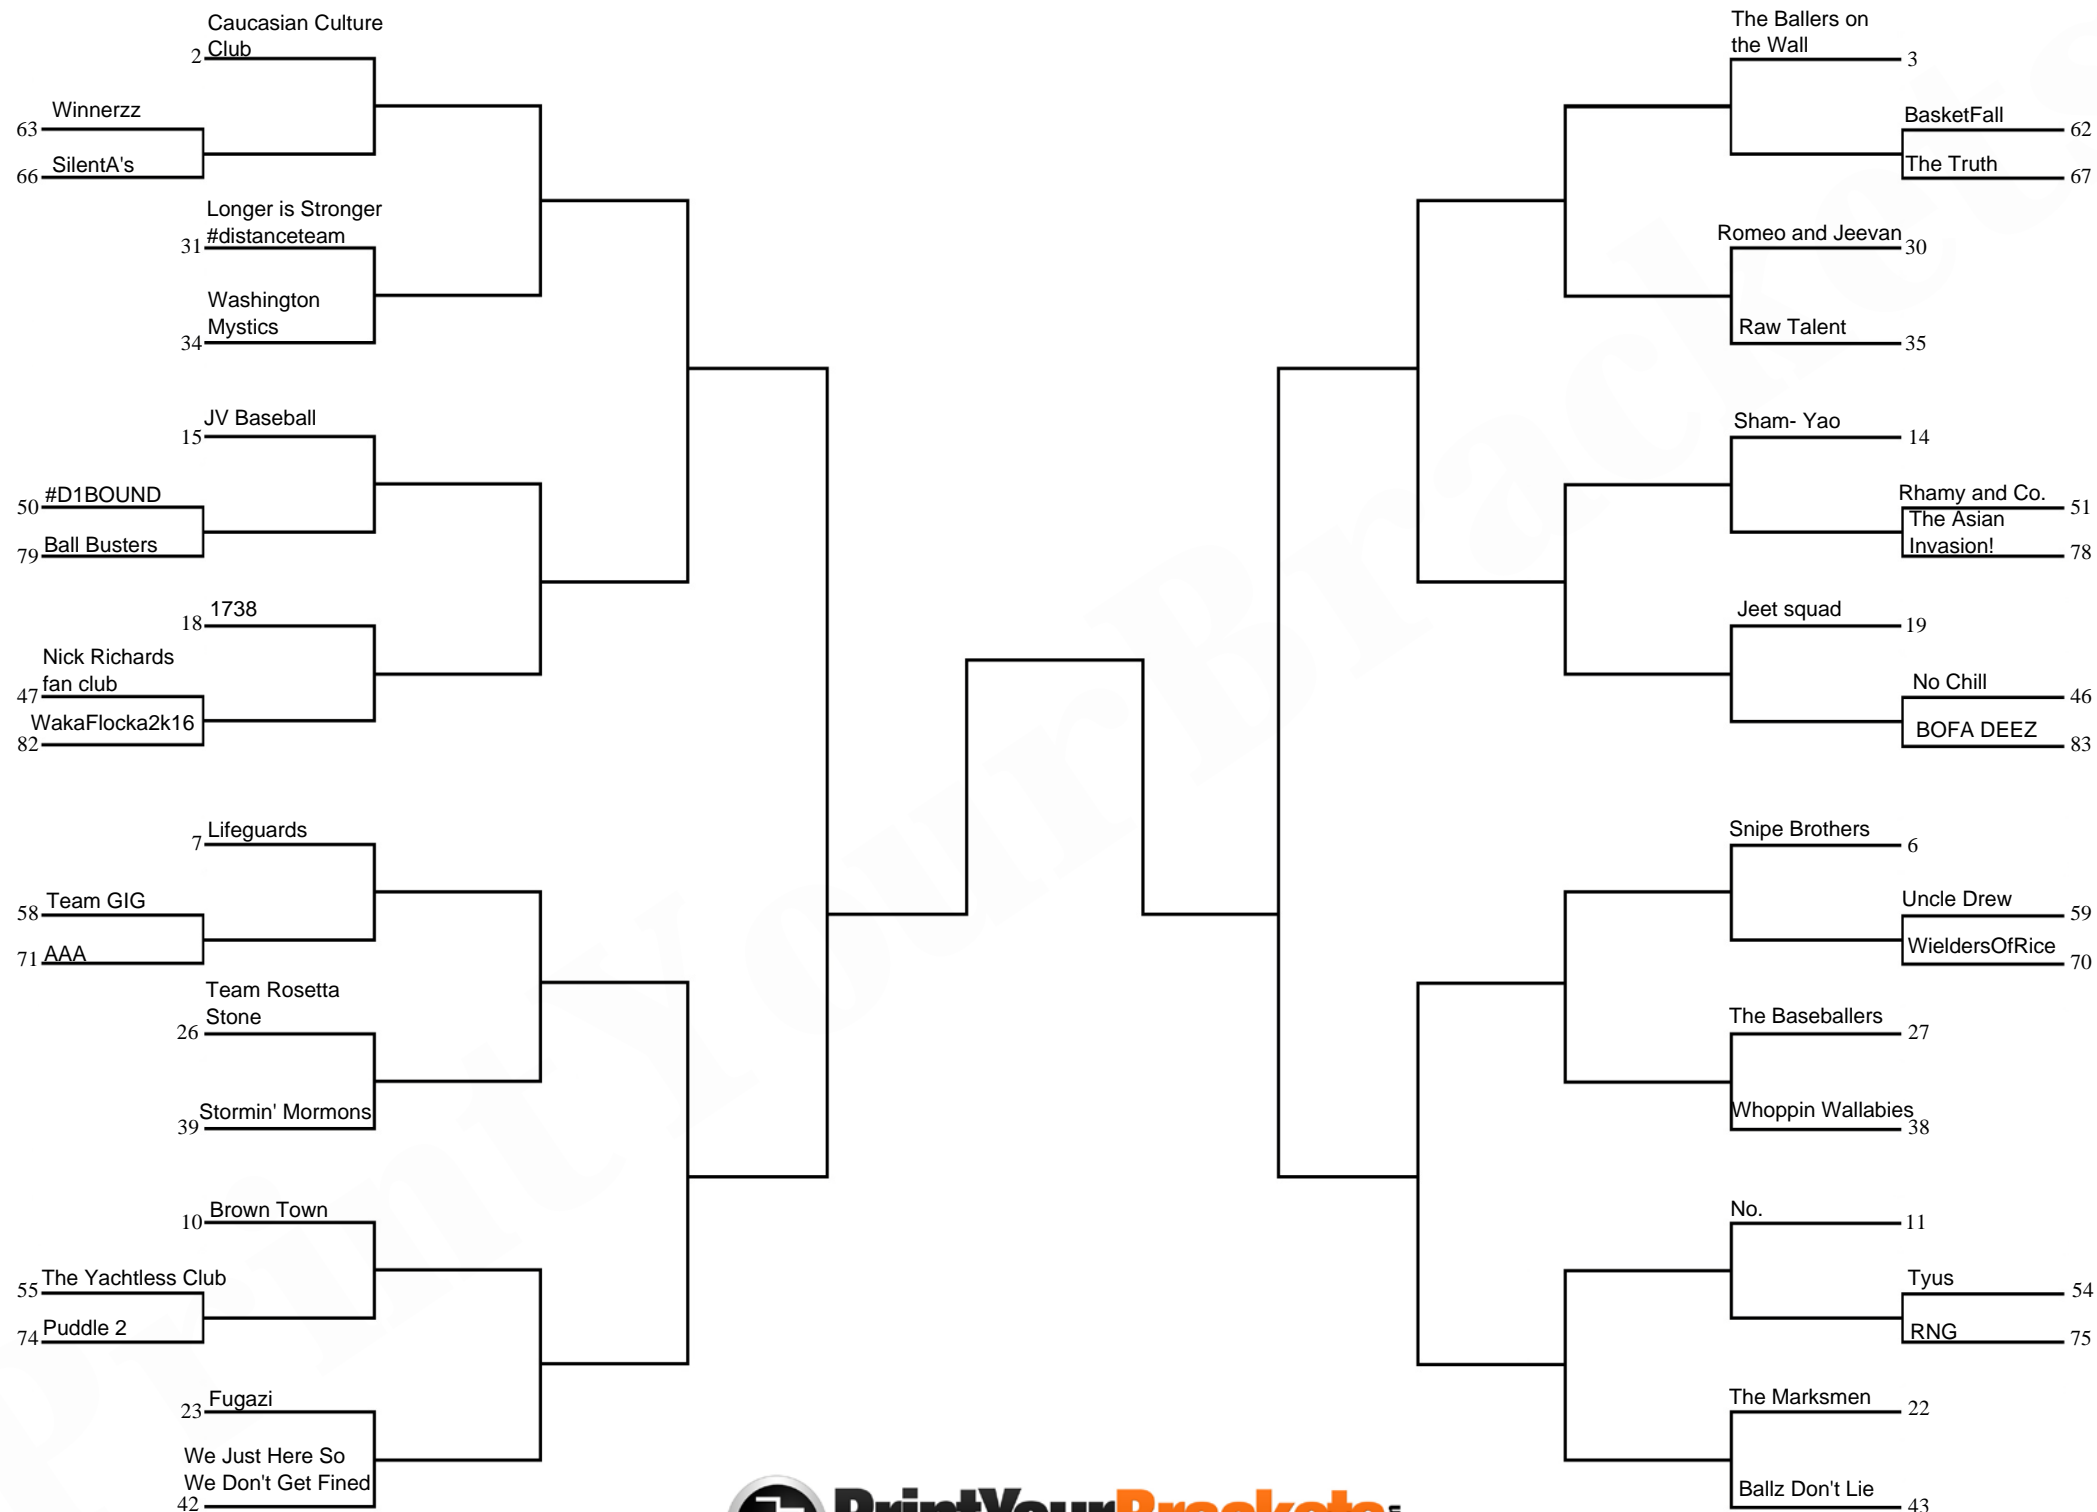 Caucasian Culture
Club
2
Winnerzz
63
SilentA's
66
Longer is Stronger
#distanceteam
31
Washington
Mystics
34
JV Baseball
15
#D1BOUND
50
Ball Busters
79
1738
18
Nick Richards
fan club
47
WakaFlocka2k16
82
Lifeguards
7
Team GIG
58
AAA
71
Team Rosetta
Stone
26
Stormin' Mormons
39
Brown Town
10
The Yachtless Club
55
Puddle 2
74
Fugazi
23
We Just Here So
We Don't Get Fined
42
The Ballers on
the Wall
3
BasketFall
62
The Truth
67
Romeo and Jeevan
30
Raw Talent
35
Sham- Yao
14
Rhamy and Co.
51
The Asian
Invasion!
78
Jeet squad
19
No Chill
46
BOFA DEEZ
83
Snipe Brothers
6
Uncle Drew
59
WieldersOfRice
70
The Baseballers
27
Whoppin Wallabies
38
No.
11
Tyus
54
RNG
75
The Marksmen
22
Ballz Don't Lie
43
PrintYourBrackets
PrintYourBrackets